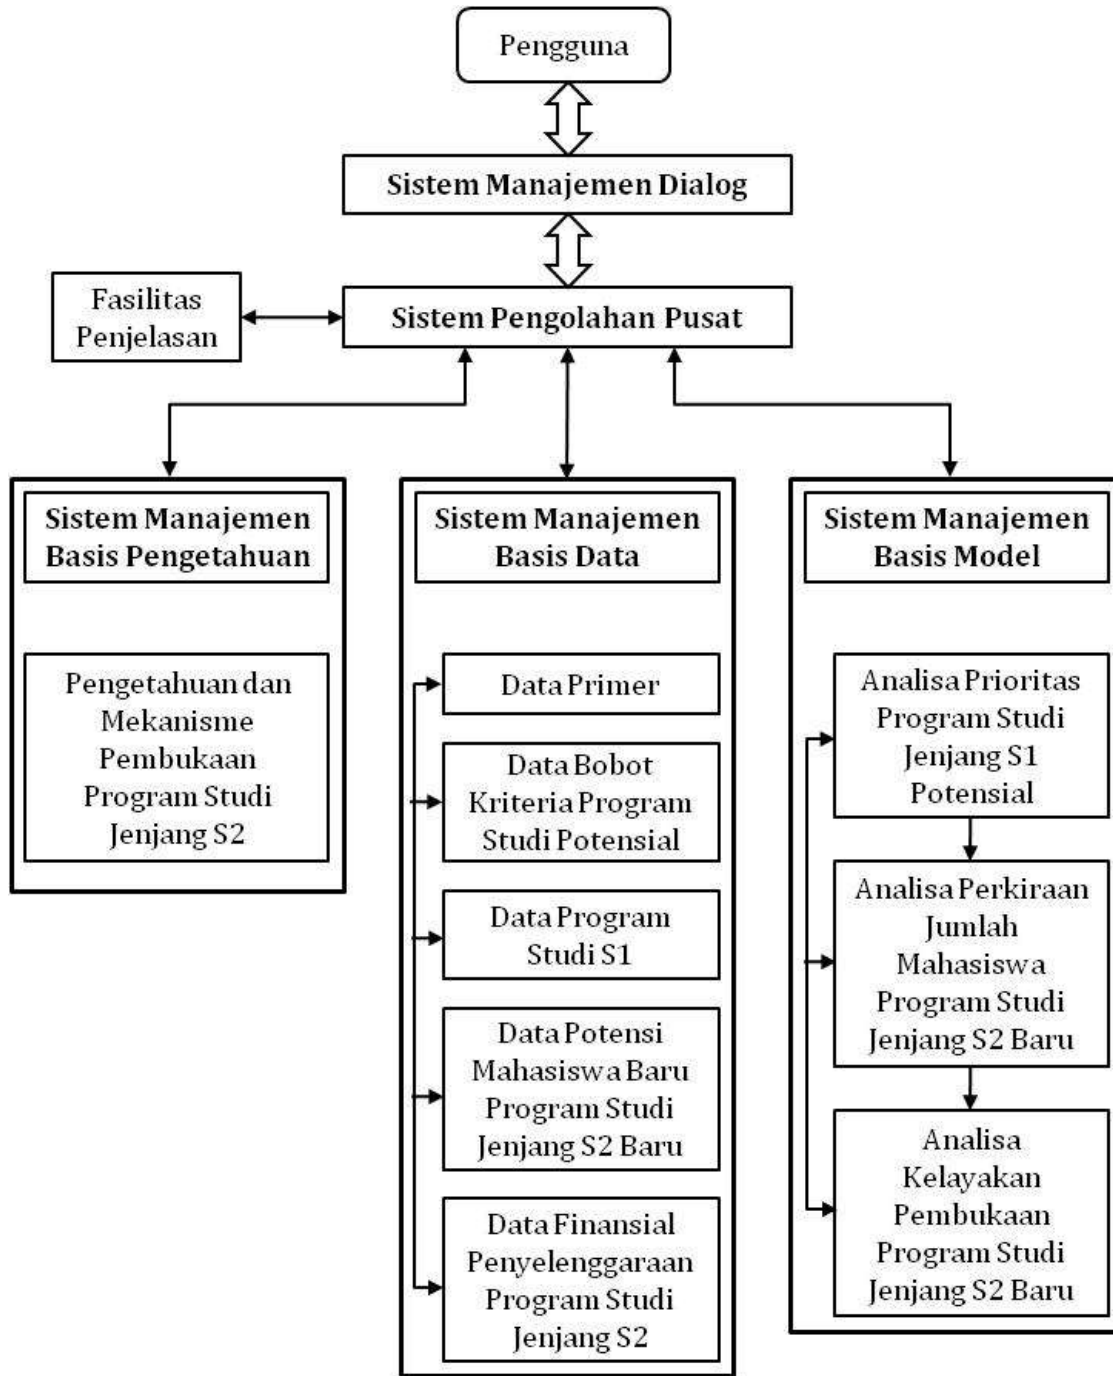 Pengguna
Sistem Manajemen Dialog
Fasilitas
Penjelasan
Sistem Pengolahan Pusat
Sistem Manajemen
Basis Pengetahuan
Pengetahuan dan
Mekanisme
Pembukaan
Program Studi
Jenjang S2
Sistem Manajemen
Basis Data
Data Primer
Data Bobot
Kriteria Program
Studi Potensial
Data Program
Studi S1
Data Potensi
Mahasiswa Baru
Program Studi
Jenjang S2 Baru
Data Finansial
Penyelenggaraan
Program Studi
Jenjang S2
Sistem Manajemen
Basis Model
Analisa Prioritas
Program Studi
Jenjang S1
Potensial
Analisa Perkiraan
Jumlah
Mahasiswa
Program Studi
Jenjang S2 Baru
Analisa
Kelayakan
Pembukaan
Program Studi
Jenjang S2 Baru